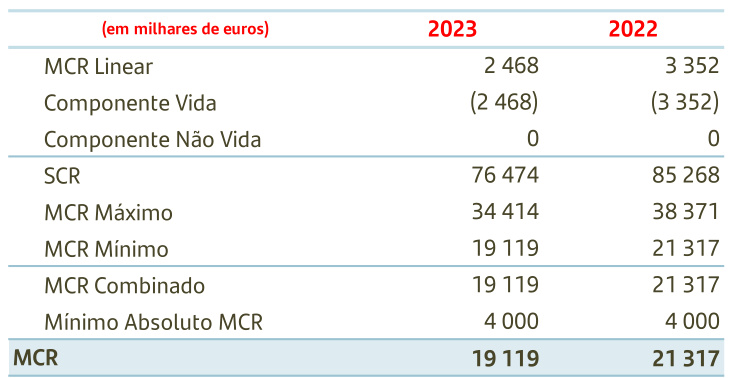 (em milhares de euros) 2023 2022
MCR Linear 2 468 3 352
Componente Vida (2 468) (3 352)
Componente Não Vida 0 0
SCR 76 474 85 268
MCR Máximo 34 414 38 371
MCR Mínimo 19 119 21 317
MCR Combinado 19 119 21 317
Mínimo Absoluto MCR 4 000 4 000
MCR 19 119 21 317